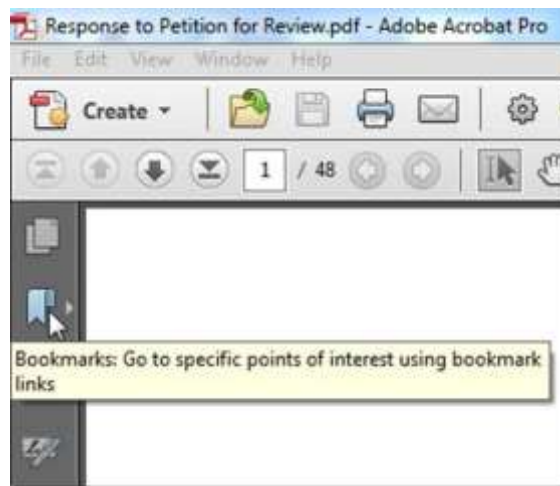 Response to Petition for Review.pdf - Adobe Acrobat Pro
File Edit View Window Help
Create
1 / 48
Bookmarks: Go to specific points of interest using bookmark
links